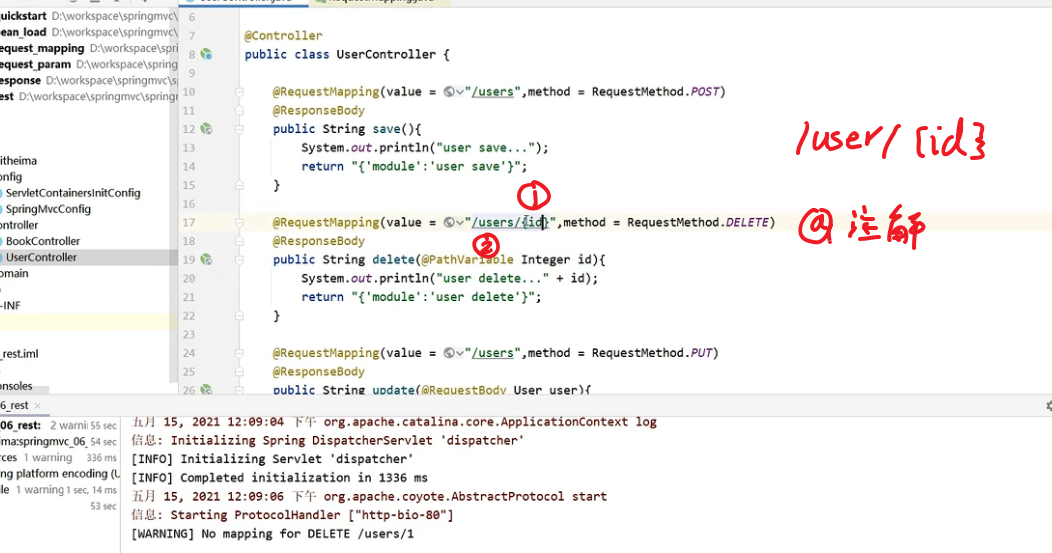 quickstart D:\workspace\springmvc\
ean_load D:\workspace\springmvc\
equest_mapping D:\workspace\spri
equest_param D:\workspace\spring
esponse D:\workspace\springmvc\s
est D:\workspace\springmvc\spring
itheima
onfig
ServletContainersInitConfig
SpringMvcConfig
ontroller
BookController
UserController
omain
-INF
_rest.iml
onsoles
6
7 @Controller
8 public class UserController {
9
10 @RequestMapping(value = "/users",method = RequestMethod.POST)
11 @ResponseBody
12 public String save(){
13 System.out.println("user save...");
14 return "{'module':'user save'}";
15 }
16
①
17 @RequestMapping(value = "/users/{id}",method = RequestMethod.DELETE)
18 @ResponseBody
②
19 public String delete(@PathVariable Integer id){
20 System.out.println("user delete..." + id);
21 return "{'module':'user delete'}";
22 }
23
24 @RequestMapping(value = "/users",method = RequestMethod.PUT)
25 @ResponseBody
26 public String update(@RequestBody User user){
/user/{id}
@注解
6_rest ×
06_rest: 2 warni 55 sec
ima:springmvc_06_ 54 sec
rces 1 warning 336 ms
ng platform encoding (U
ile 1 warning 1 sec, 14 ms
53 sec
五月 15, 2021 12:09:04 下午 org.apache.catalina.core.ApplicationContext log
信息: Initializing Spring DispatcherServlet 'dispatcher'
[INFO] Initializing Servlet 'dispatcher'
[INFO] Completed initialization in 1336 ms
五月 15, 2021 12:09:06 下午 org.apache.coyote.AbstractProtocol start
信息: Starting ProtocolHandler ["http-bio-80"]
[WARNING] No mapping for DELETE /users/1